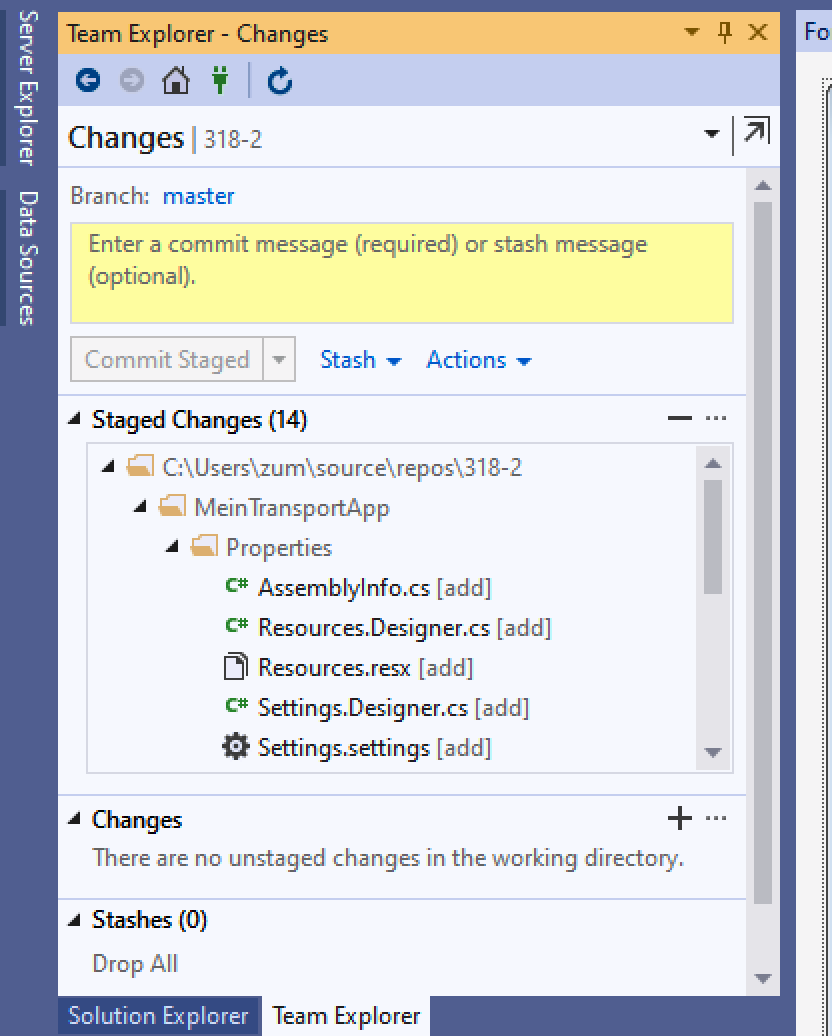 Server Explorer
Data Sources
Team Explorer - Changes
Fo
Changes | 318-2
Branch: master
Enter a commit message (required) or stash message
(optional).
Commit Staged
Stash
Actions
Staged Changes (14)
C:\Users\zum\source\repos\318-2
MeinTransportApp
Properties
C# AssemblyInfo.cs [add]
C# Resources.Designer.cs [add]
Resources.resx [add]
C# Settings.Designer.cs [add]
Settings.settings [add]
Changes
There are no unstaged changes in the working directory.
Stashes (0)
Drop All
Solution Explorer
Team Explorer